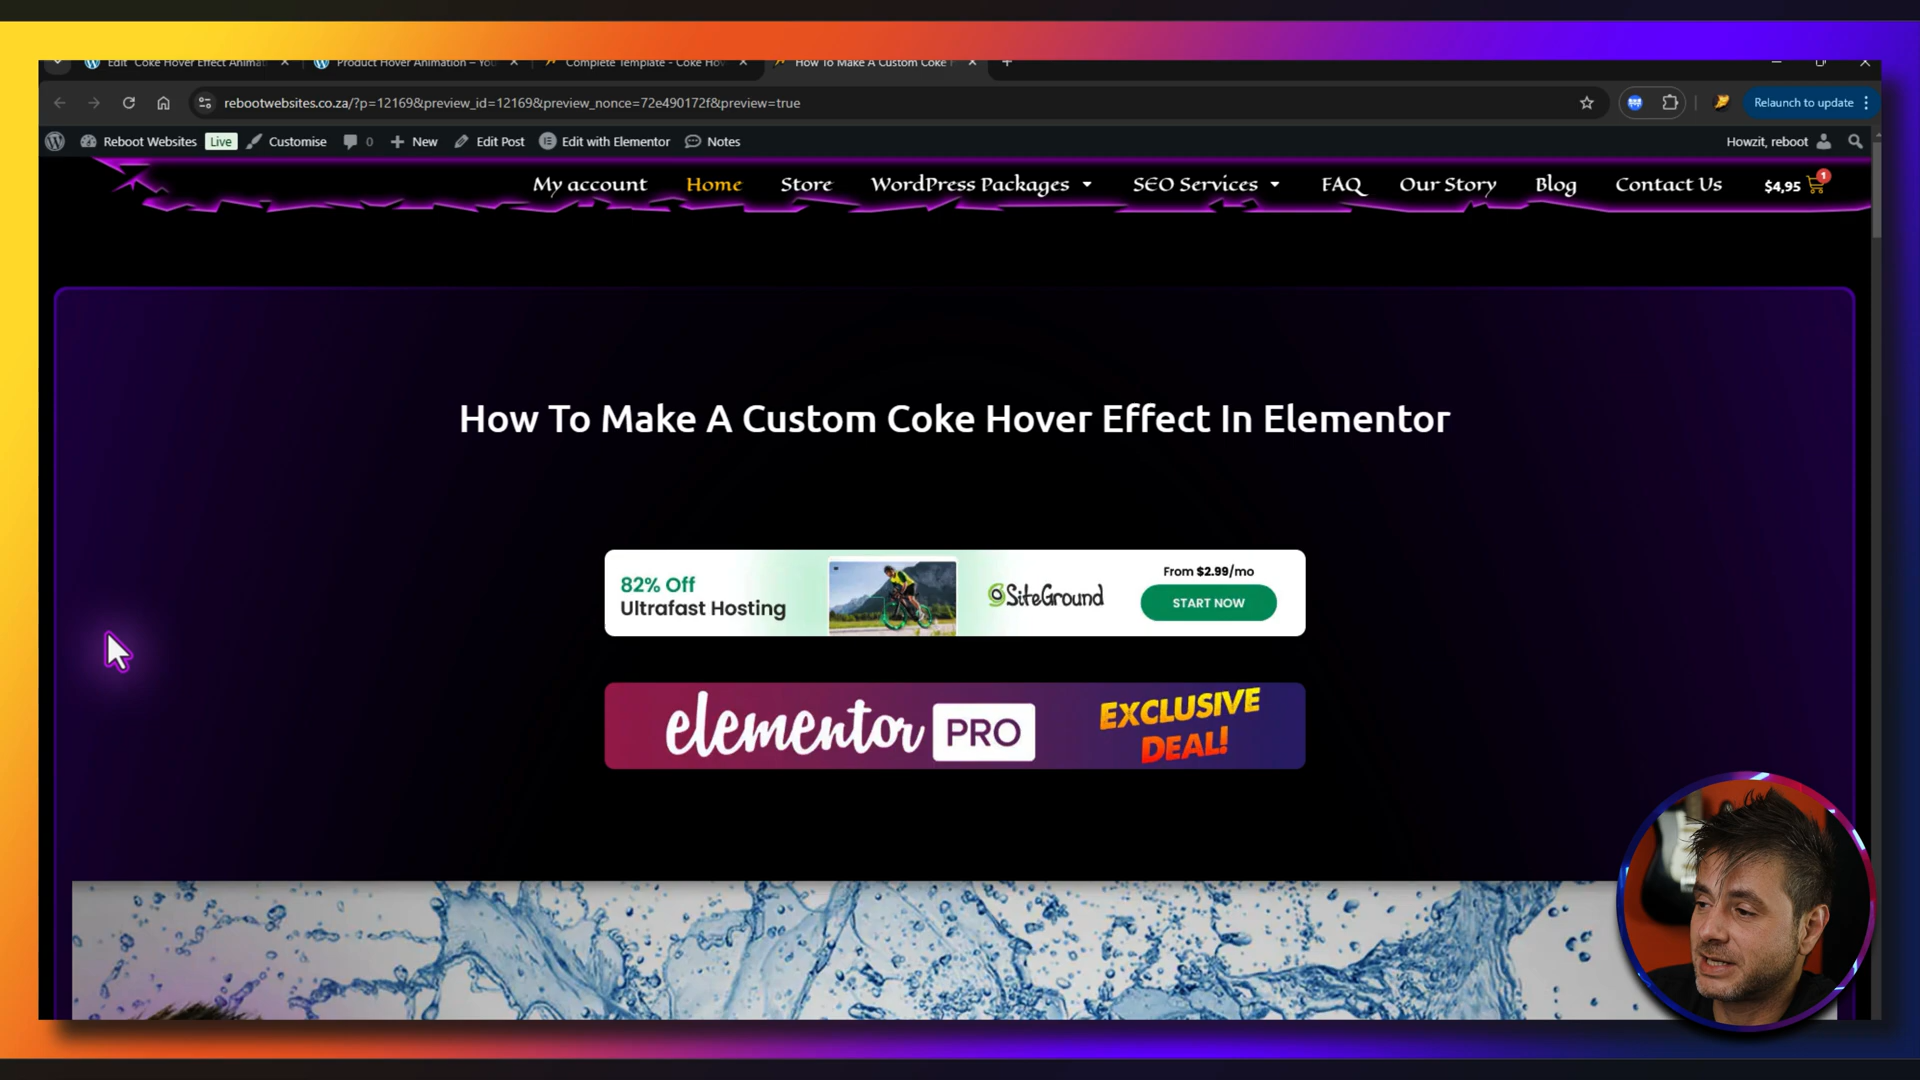 Edit "Coke Hover Effect Animat
Product Hover Animation – You
Complete Template - Coke Hov
How To Make A Custom Coke
rebootwebsites.co.za/?p=12169&preview_id=12169&preview_nonce=72e490172f&preview=true
Relaunch to update
Reboot Websites Live Customise 0 New Edit Post Edit with Elementor Notes
Howzit, reboot
My account Home Store WordPress Packages SEO Services FAQ Our Story Blog Contact Us $4,95 1
How To Make A Custom Coke Hover Effect In Elementor
82% Off
Ultrafast Hosting
SiteGround
From $2.99/mo
START NOW
elementor PRO
EXCLUSIVE
DEAL!